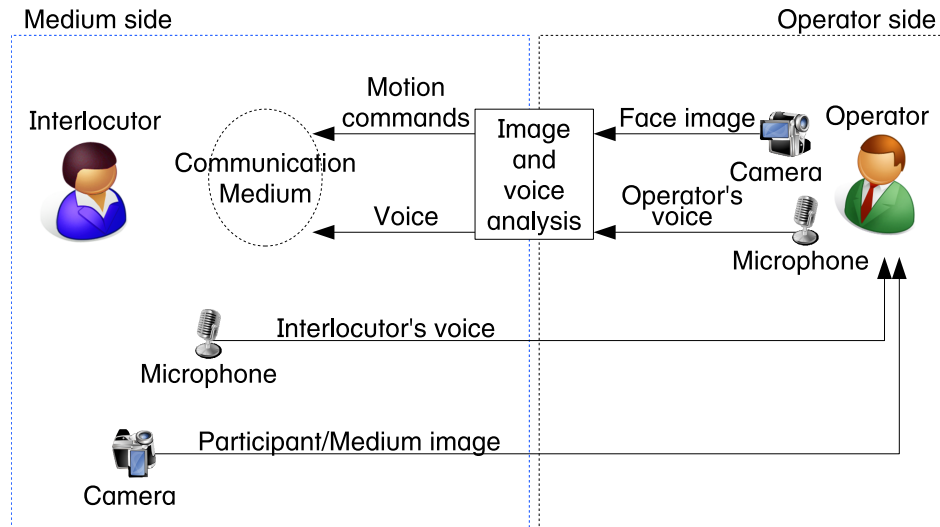 Medium side
Operator side
Interlocutor
Motion
commands
Communication
Medium
Voice
Image
and
voice
analysis
Face image
Camera
Operator
Operator's
voice
Microphone
Interlocutor's voice
Microphone
Participant/Medium image
Camera